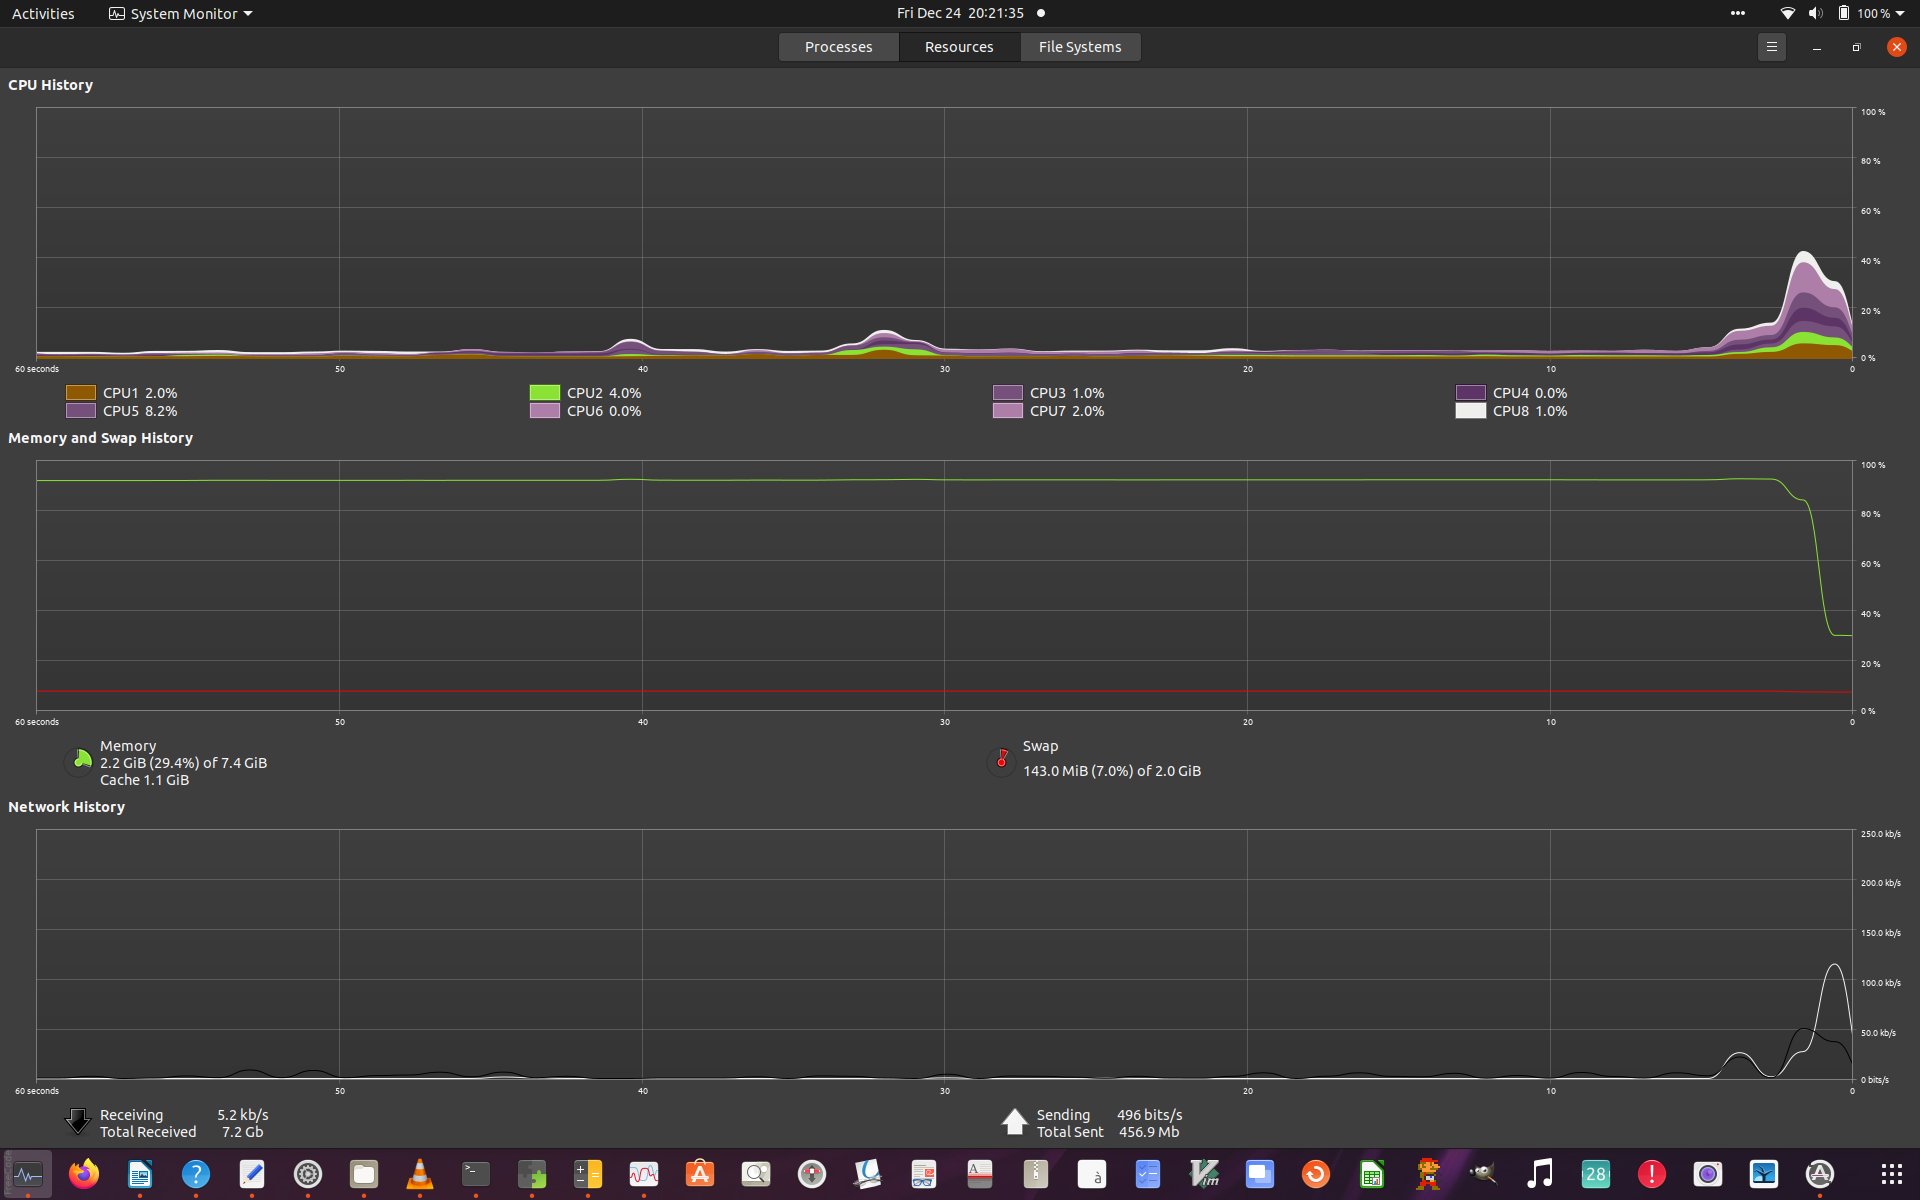 Activities System Monitor Fri Dec 24 20:21:35 100 %
Processes Resources File Systems
CPU History
100 %
80 %
60 %
40 %
20 %
0 %
60 seconds 50 40 30 20 10 0
CPU1 2.0% CPU2 4.0% CPU3 1.0% CPU4 0.0%
CPU5 8.2% CPU6 0.0% CPU7 2.0% CPU8 1.0%
Memory and Swap History
100 %
80 %
60 %
40 %
20 %
0 %
60 seconds 50 40 30 20 10 0
Memory
2.2 GiB (29.4%) of 7.4 GiB
Cache 1.1 GiB
Swap
143.0 MiB (7.0%) of 2.0 GiB
Network History
250.0 kb/s
200.0 kb/s
150.0 kb/s
100.0 kb/s
50.0 kb/s
0 bits/s
60 seconds 50 40 30 20 10 0
Receiving 5.2 kb/s
Total Received 7.2 Gb
Sending 496 bits/s
Total Sent 456.9 Mb
? >_ A à Vim 28 !